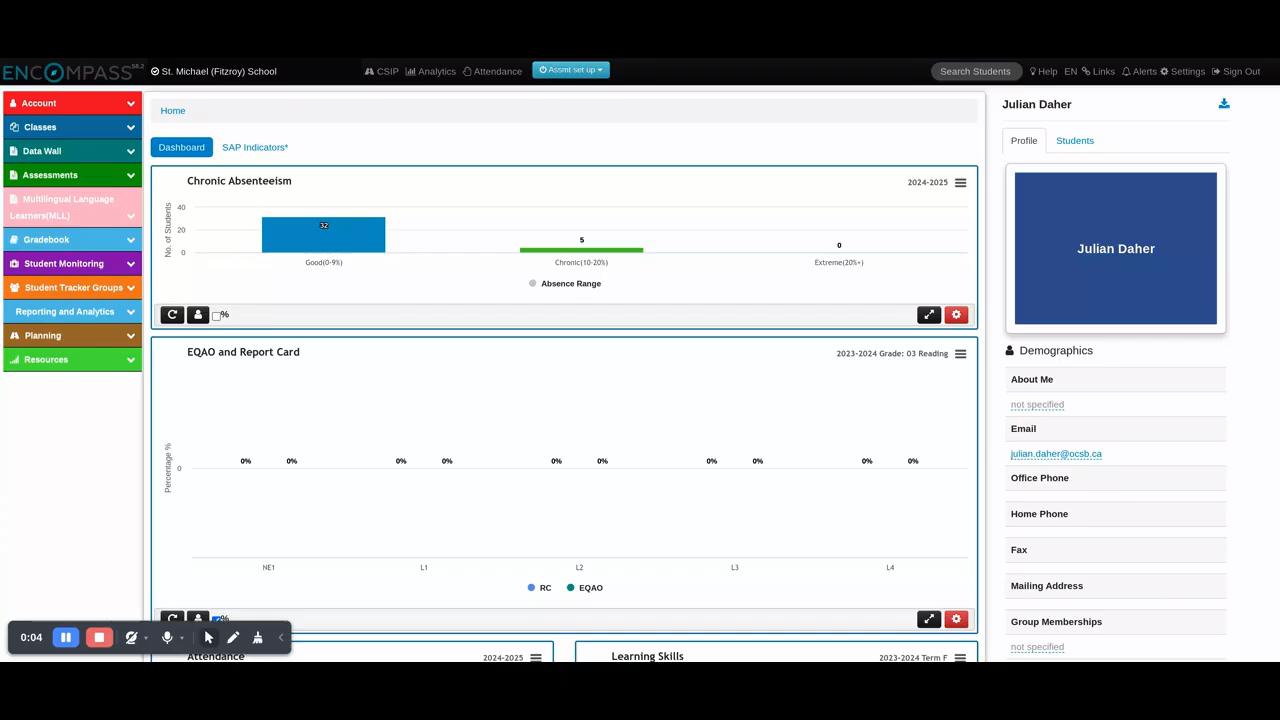 ENCOMPASS
St. Michael (Fitzroy) School
CSIP
Analytics
Attendance
Assmt set up
Search Students
Help
EN
Links
Alerts
Settings
Sign Out
Account
Classes
Data Wall
Assessments
Multilingual Language
Learners(MLL)
Gradebook
Student Monitoring
Student Tracker Groups
Reporting and Analytics
Planning
Resources
Home
Dashboard
SAP Indicators*
Chronic Absenteeism
2024-2025
No. of Students
40
20
0
32
5
0
Good(0-9%)
Chronic(10-20%)
Extreme(20%+)
Absence Range
%
EQAO and Report Card
2023-2024 Grade: 03 Reading
Percentage %
0
0% 0% 0% 0% 0% 0% 0% 0% 0% 0%
NE1 L1 L2 L3 L4
RC EQAO
%
0:04
Attendance
2024-2025
Learning Skills
2023-2024 Term F
Julian Daher
Profile
Students
Julian Daher
Demographics
About Me
not specified
Email
julian.daher@ocsb.ca
Office Phone
Home Phone
Fax
Mailing Address
Group Memberships
not specified